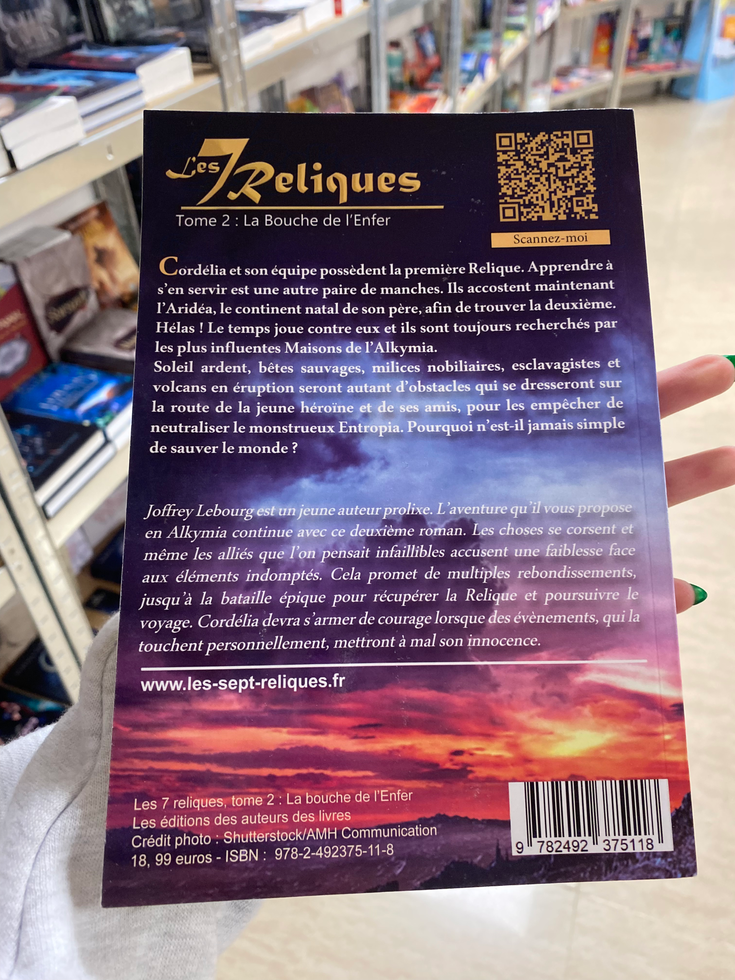 Les 7 Reliques
Tome 2 : La Bouche de l'Enfer
Scannez-moi
Cordélia et son équipe possèdent la première Relique. Apprendre à
s'en servir est une autre paire de manches. Ils accostent maintenant
l'Aridéa, le continent natal de son père, afin de trouver la deuxième.
Hélas ! Le temps joue contre eux et ils sont toujours recherchés par
les plus influentes Maisons de l'Alkymia.
Soleil ardent, bêtes sauvages, milices nobiliaires, esclavagistes et
volcans en éruption seront autant d'obstacles qui se dresseront sur
la route de la jeune héroïne et de ses amis, pour les empêcher de
neutraliser le monstrueux Entropia. Pourquoi n'est-il jamais simple
de sauver le monde ?
Joffrey Lebourg est un jeune auteur prolixe. L'aventure qu'il vous propose
en Alkymia continue avec ce deuxième roman. Les choses se corsent et
même les alliés que l'on pensait infaillibles accusent une faiblesse face
aux éléments indomptés. Cela promet de multiples rebondissements,
jusqu'à la bataille épique pour récupérer la Relique et poursuivre le
voyage. Cordélia devra s'armer de courage lorsque des évènements, qui la
touchent personnellement, mettront à mal son innocence.
www.les-sept-reliques.fr
Les 7 reliques, tome 2 : La bouche de l'Enfer
Les éditions des auteurs des livres
Crédit photo : Shutterstock/AMH Communication
18, 99 euros - ISBN : 978-2-492375-11-8
9 782492 375118